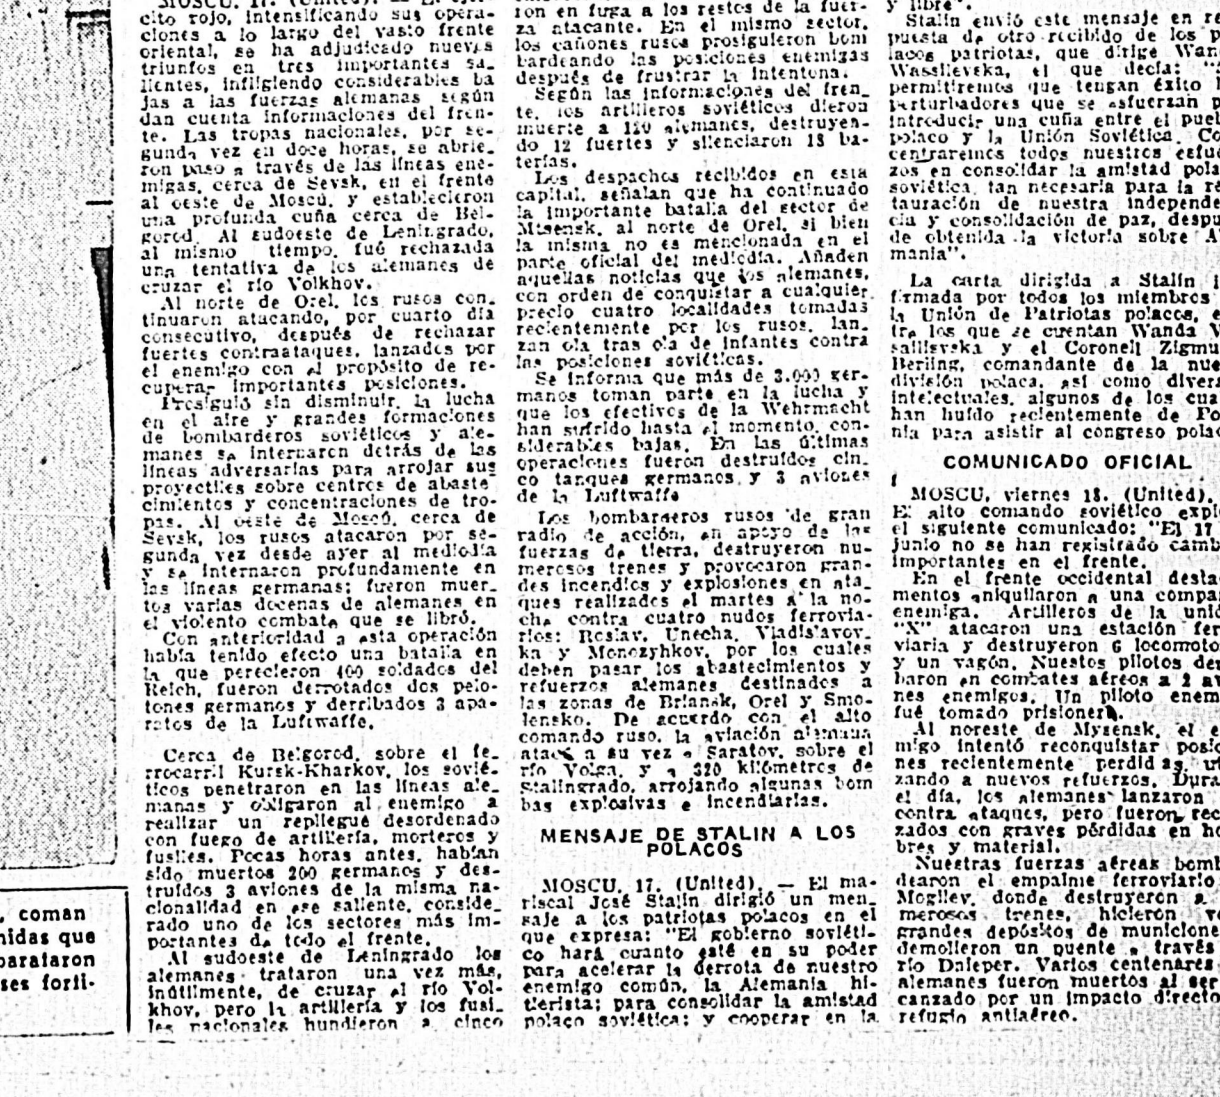 MOSCU, 17. (United). — El ejér-
cito rojo, intensificando sus opera-
ciones a lo largo del vasto frente
oriental, se ha adjudicado nuevos
triunfos en tres importantes sa_
lientes, infligiendo considerables ba
jas a las fuerzas alemanas según
dan cuenta informaciones del fren-
te. Las tropas nacionales, por se-
gunda vez en doce horas, se abrie_
ron paso a través de las líneas ene-
migas, cerca de Sevsk, en el frente
al oeste de Moscú, y establecieron
una profunda cuña cerca de Bel-
gorod. Al sudoeste de Leningrado,
al mismo tiempo, fué rechazada
una tentativa de los alemanes de
cruzar el río Volkhov.
Al norte de Orel, los rusos con_
tinuaron atacando, por cuarto día
consecutivo, después de rechazar
fuertes contraataques, lanzados por
el enemigo con el propósito de re-
cuperar importantes posiciones.
Prosiguió sin disminuir, la lucha
en el aire y grandes formaciones
de bombarderos soviéticos y ale-
manes se internaron detrás de las
líneas adversarias para arrojar sus
proyectiles sobre centros de abaste
cimientos y concentraciones de tro-
pas. Al oeste de Moscú, cerca de
Sevsk, los rusos atacaron por se-
gunda vez desde ayer al mediodía
y se internaron profundamente en
las líneas germanas; fueron muer_
tos varias docenas de alemanes en
el violento combate que se libró.
Con anterioridad a esta operación
había tenido efecto una batalla en
la que perecieron 400 soldados del
Reich, fueron derrotados dos pelo-
tones germanos y derribados 3 apa-
ratos de la Luftwaffe.
Cerca de Belgorod, sobre el fe_
rrocarril Kursk-Kharkov, los sovié-
ticos penetraron en las líneas ale_
manas y obligaron al enemigo a
realizar un repliegue desordenado
con fuego de artillería, morteros y
fusiles. Pocas horas antes, habían
sido muertos 200 germanos y des-
truídos 3 aviones de la misma na-
cionalidad en ese saliente, conside_
rado uno de los sectores más im-
portantes de todo el frente.
Al sudoeste de Leningrado los
alemanes trataron una vez más,
inútilmente, de cruzar el río Vol-
khov, pero la artillería y los fusi_
les nacionales hundieron a cinco
ron en fuga a los restos de la fuer-
za atacante. En el mismo sector,
los cañones rusos prosiguieron bom
bardeando las posiciones enemigas
después de frustrar la intentona.
Según las informaciones del fren_
te, los artilleros soviéticos dieron
muerte a 120 alemanes, destruyen-
do 12 fuertes y silenciaron 18 ba-
terías.
Los despachos recibidos en esta
capital, señalan que ha continuado
la importante batalla del sector de
Mtsensk, al norte de Orel, si bien
la misma no es mencionada en el
parte oficial del mediodía. Añaden
aquellas noticias que los alemanes,
con orden de conquistar a cualquier
precio cuatro localidades tomadas
recientemente por los rusos, lan_
zan ola tras ola de infantes contra
las posiciones soviéticas.
Se informa que más de 3.000 ger-
manos toman parte en la lucha y
que los efectivos de la Wehrmacht
han sufrido hasta el momento, con-
siderables bajas. En las últimas
operaciones fueron destruídos cin_
co tanques germanos y 3 aviones
de la Luftwaffe
Los bombarderos rusos de gran
radio de acción, en apoyo de las
fuerzas de tierra, destruyeron nu-
merosos trenes y provocaron gran-
des incendios y explosiones en ata_
ques realizados el martes a la no-
che contra cuatro nudos ferrovia-
rios: Roslav, Unecha, Vladislavov_
ka y Monozyhkov, por los cuales
deben pasar los abastecimientos y
refuerzos alemanes destinados a
las zonas de Briansk, Orel y Smo-
lensko. De acuerdo con el alto
comando ruso, la aviación alemana
atacó a su vez a Saratov, sobre el
río Volga, y a 320 kilómetros de
Stalingrado, arrojando algunas bom
bas explosivas e incendiarias.
MENSAJE DE STALIN A LOS
POLACOS
MOSCU, 17. (United). — El ma-
riscal José Stalin dirigió un men_
saje a los patriotas polacos en el
que expresa: "El gobierno soviéti-
co hará cuanto esté en su poder
para acelerar la derrota de nuestro
enemigo común, la Alemania hi-
tlerista; para consolidar la amistad
polaco soviética; y cooperar en la
y libre".
Stalin envió este mensaje en re
puesta de otro recibido de los p
lacos patriotas, que dirige Wan
Wassilevska, el que decía: "
permitiremos que tengan éxito l
perturbadores que se esfuerzan p
introducir una cuña entre el pueb
polaco y la Unión Soviética. Co
centraremos todos nuestros esfue
zos en consolidar la amistad pola
soviética, tan necesaria para la re
tauración de nuestra independe
cia y consolidación de paz, despu
de obtenida la victoria sobre A
mania".
La carta dirigida a Stalin i
firmada por todos los miembros
la Unión de Patriotas polacos, e
tre los que se cuentan Wanda W
salilsvska y el Coronell Zigmu
Berling, comandante de la nue
división polaca, así como divers
intelectuales, algunos de los cua
han huído recientemente de Po
nia para asistir al congreso polac
COMUNICADO OFICIAL
MOSCU, viernes 18. (United).
El alto comando soviético expi
el siguiente comunicado: "El 17
junio no se han registrado camb
importantes en el frente.
En el frente occidental desta
mentos aniquilaron a una compa
enemiga. Artilleros de la unid
"X" atacaron una estación fer
viaria y destruyeron 6 locomoto
y un vagón. Nuestos pilotos der
baron en combates aéreos a 2 av
nes enemigos. Un piloto enem
fué tomado prisionero.
Al noreste de Myzensk, el e
migo intentó reconquistar posic
nes recientemente perdidas, ut
zando a nuevos refuerzos. Dura
el día, los alemanes lanzaron
contra ataques, pero fueron rec
zados con graves pérdidas en ho
bres y material.
Nuestras fuerzas aéreas bomb
dearon el empalme ferroviario
Mogilev, donde destruyeron a
merosos trenes, hicieron vo
grandes depósitos de municione
demolieron un puente a través
río Dnieper. Varios centenares
alemanes fueron muertos al ser
canzado por un impacto directo
refugio antiaéreo.
, coman
nidas que
barataron
ses forti-